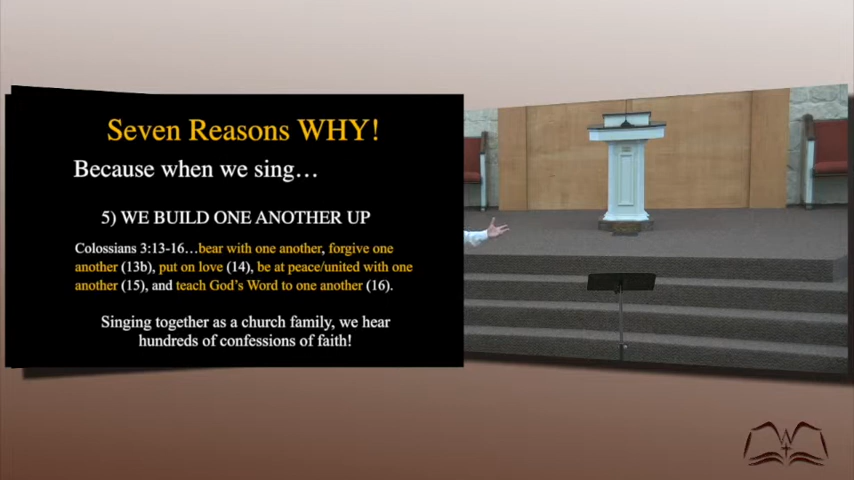 Seven Reasons WHY!
Because when we sing…
5) WE BUILD ONE ANOTHER UP
Colossians 3:13-16…bear with one another, forgive one
another (13b), put on love (14), be at peace/united with one
another (15), and teach God's Word to one another (16).
Singing together as a church family, we hear
hundreds of confessions of faith!